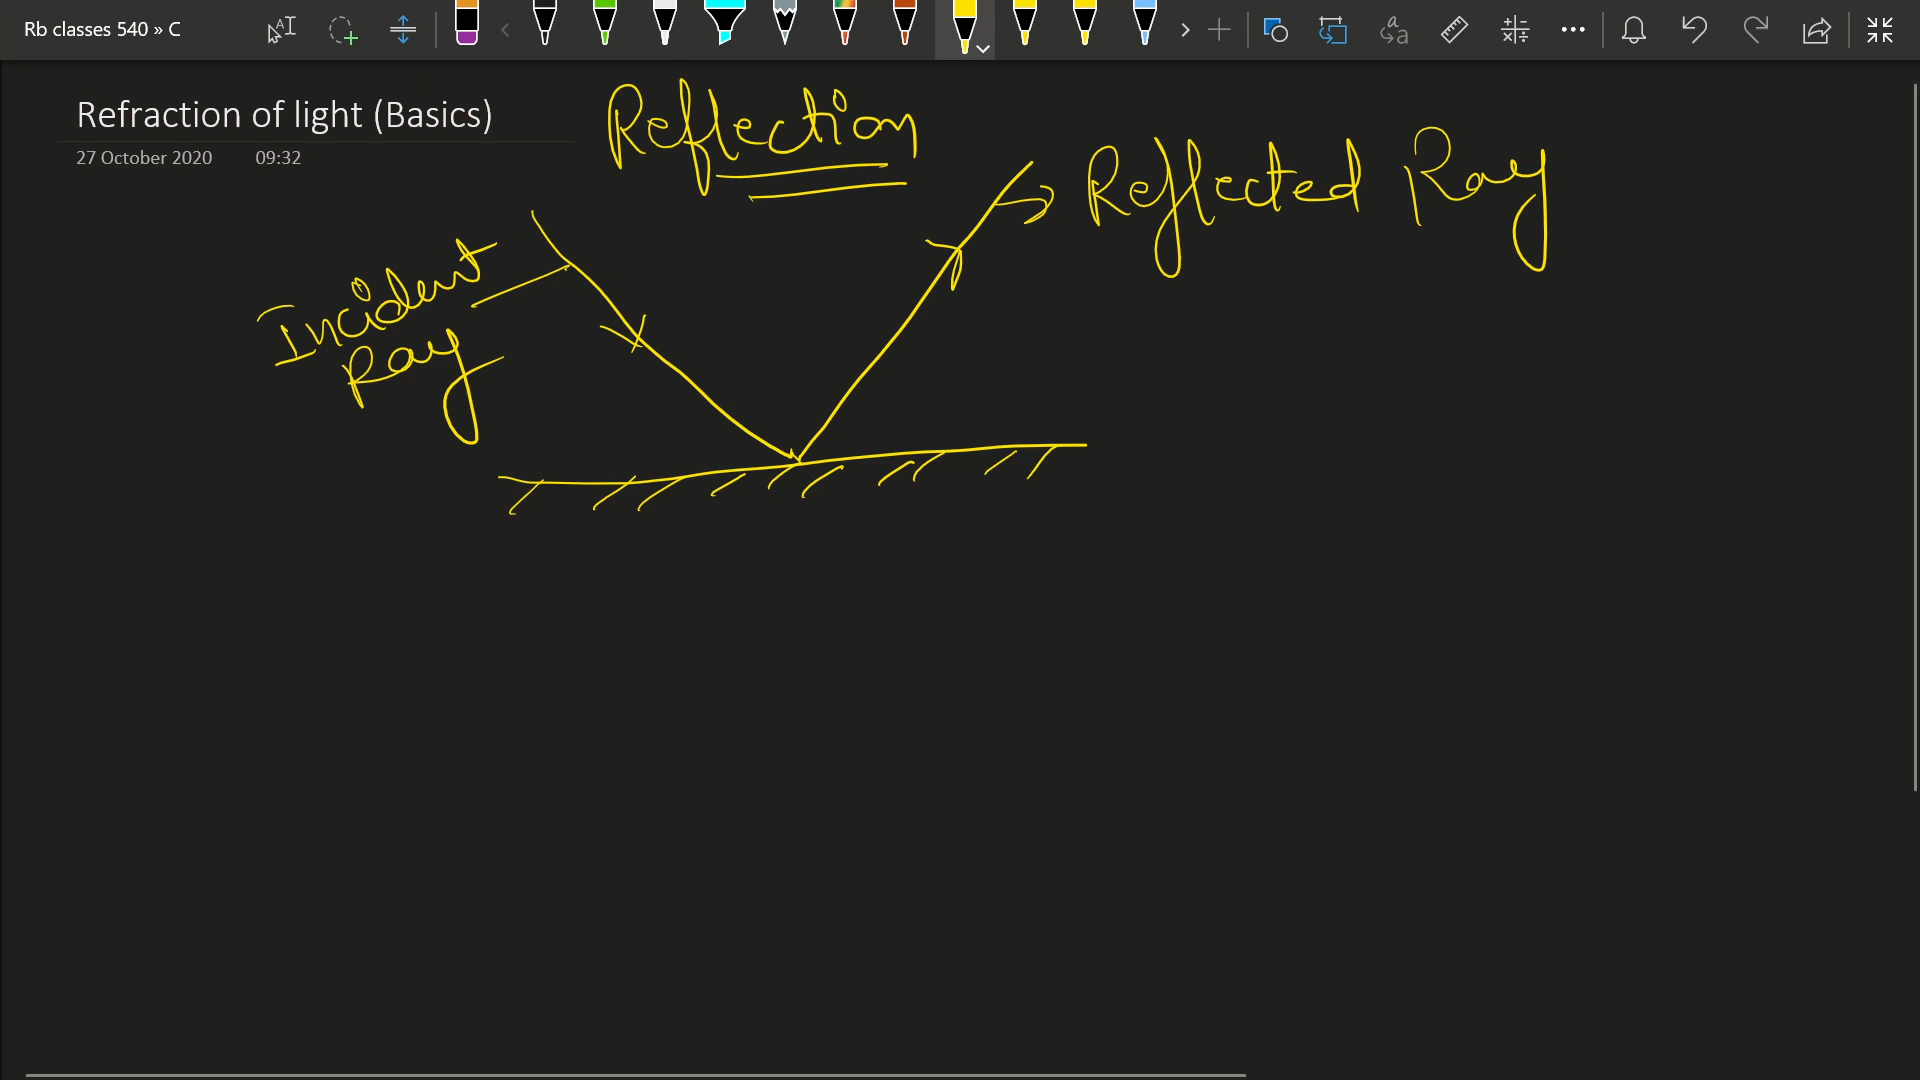 Rb classes 540 » C
Refraction of light (Basics)
27 October 2020 09:32
Reflection
Reflected Ray
Incident
Ray